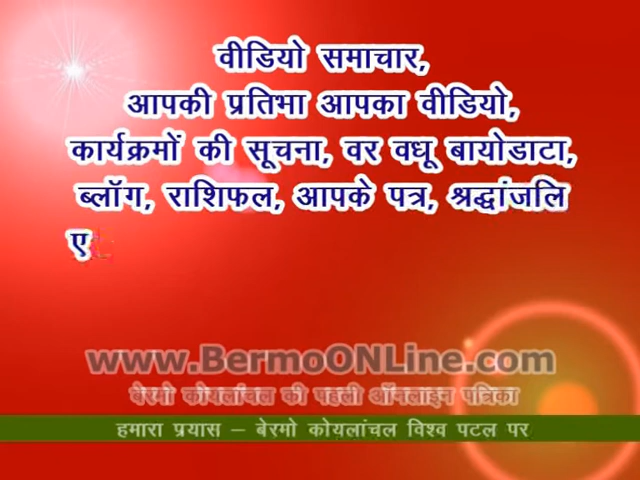 वीडियो समाचार,
आपकी प्रतिभा आपका वीडियो,
कार्यक्रमों की सूचना, वर वधू बायोडाटा,
ब्लॉग, राशिफल, आपके पत्र, श्रद्धांजलि
ए
www.BermoONLine.com
बेरमो कोयलांचल की पहली ऑनलाइन पत्रिका
हमारा प्रयास – बेरमो कोयलांचल विश्व पटल पर